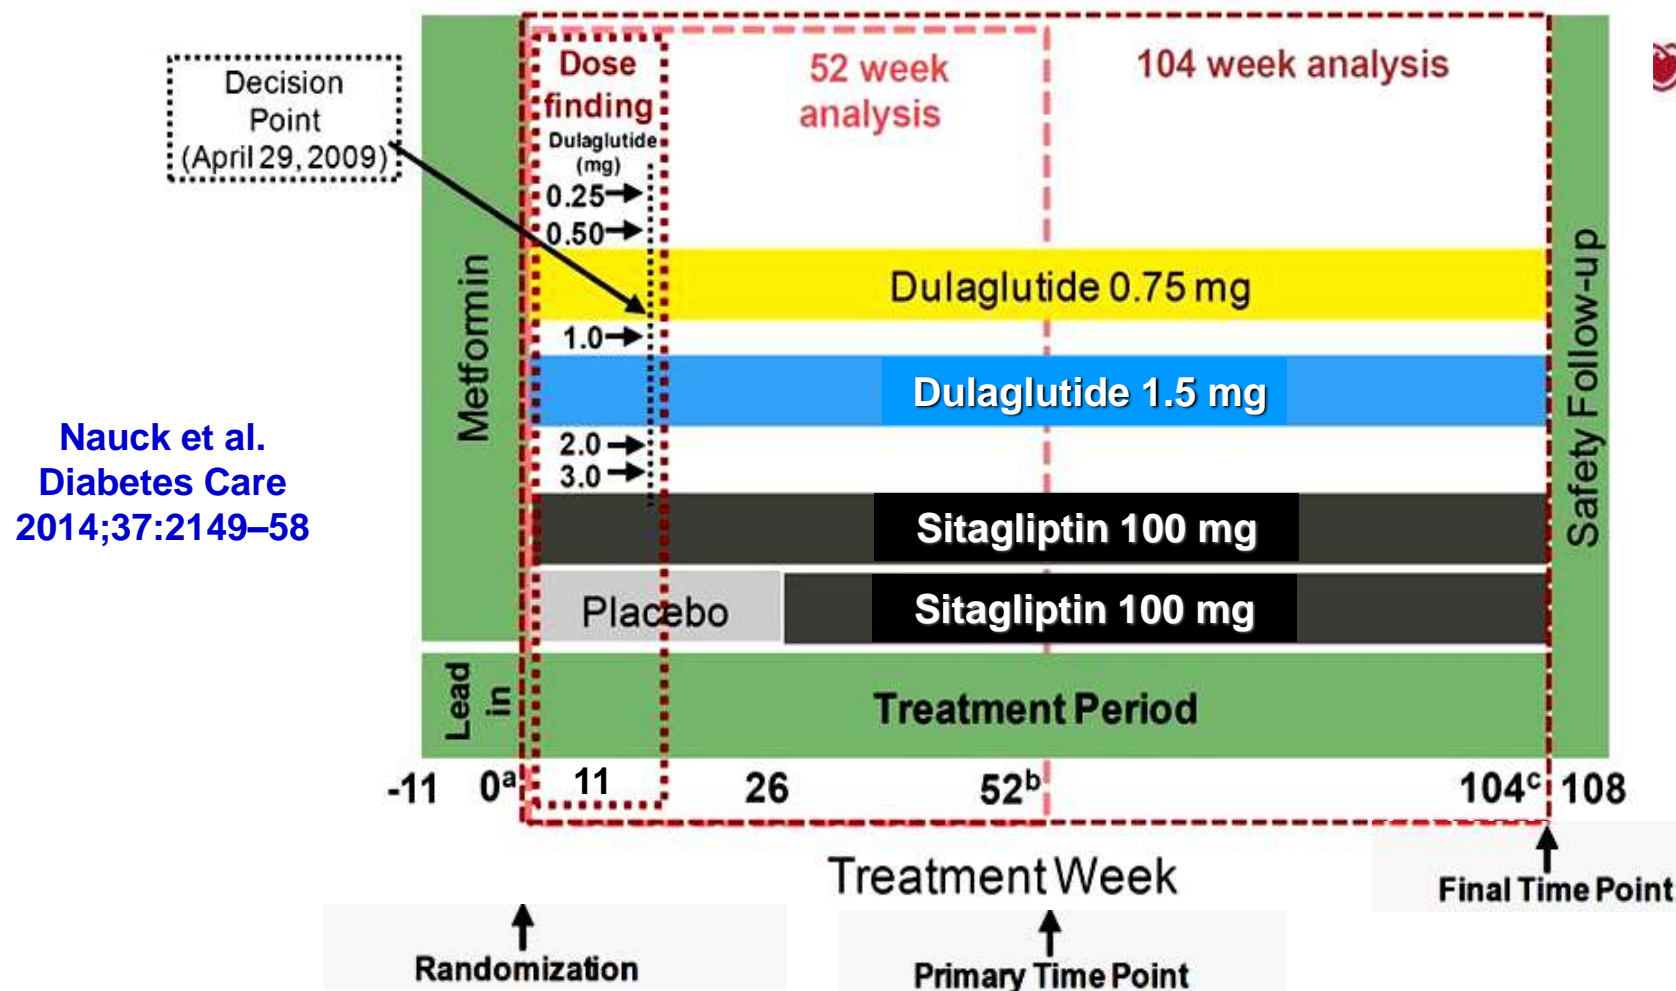 Decision
Point
(April 29, 2009)
Dose
finding
Dulaglutide
(mg)
0.25
0.50
1.0
2.0
3.0
52 week
analysis
104 week analysis
Metformin
Dulaglutide 0.75 mg
Dulaglutide 1.5 mg
Sitagliptin 100 mg
Placebo
Sitagliptin 100 mg
Safety Follow-up
Nauck et al.
Diabetes Care
2014;37:2149–58
Lead
in
Treatment Period
-11 0ᵃ 11 26 52ᵇ 104ᶜ 108
Treatment Week
Randomization
Primary Time Point
Final Time Point